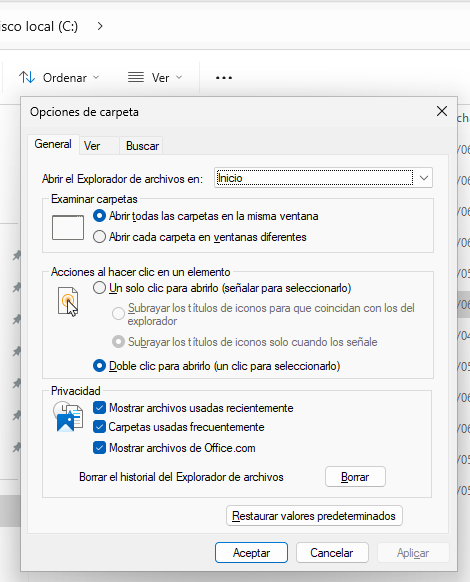 isco local (C:) >
Ordenar
Ver
...
Opciones de carpeta
General
Ver
Buscar
Abrir el Explorador de archivos en:
Inicio
Examinar carpetas
Abrir todas las carpetas en la misma ventana
Abrir cada carpeta en ventanas diferentes
Acciones al hacer clic en un elemento
Un solo clic para abrirlo (señalar para seleccionarlo)
Subrayar los títulos de iconos para que coincidan con los del
explorador
Subrayar los títulos de iconos solo cuando los señale
Doble clic para abrirlo (un clic para seleccionarlo)
Privacidad
Mostrar archivos usadas recientemente
Carpetas usadas frecuentemente
Mostrar archivos de Office.com
Borrar el historial del Explorador de archivos
Borrar
Restaurar valores predeterminados
Aceptar
Cancelar
Aplicar